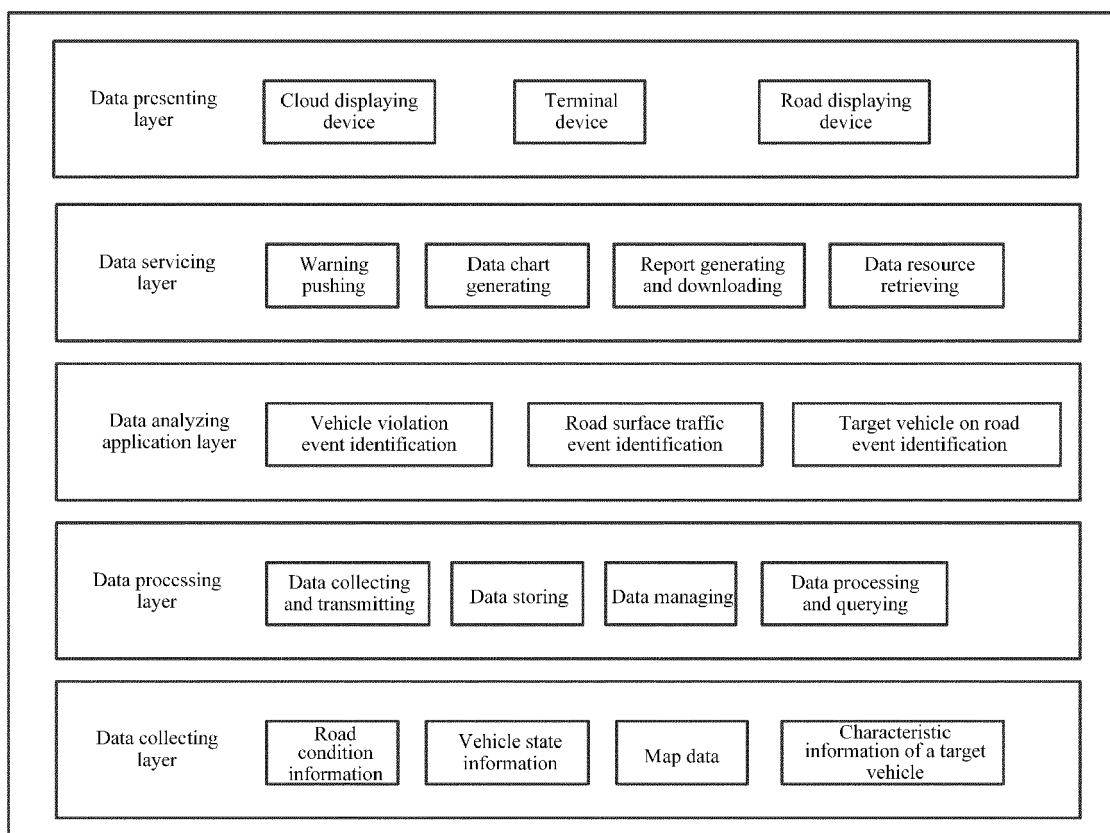 Data presenting
layer
Cloud displaying
device
Terminal
device
Road displaying
device
Data servicing
layer
Warning
pushing
Data chart
generating
Report generating
and downloading
Data resource
retrieving
Data analyzing
application layer
Vehicle violation
event identification
Road surface traffic
event identification
Target vehicle on road
event identification
Data processing
layer
Data collecting
and transmitting
Data storing
Data managing
Data processing
and querying
Data collecting
layer
Road
condition
information
Vehicle state
information
Map data
Characteristic
information of a target
vehicle